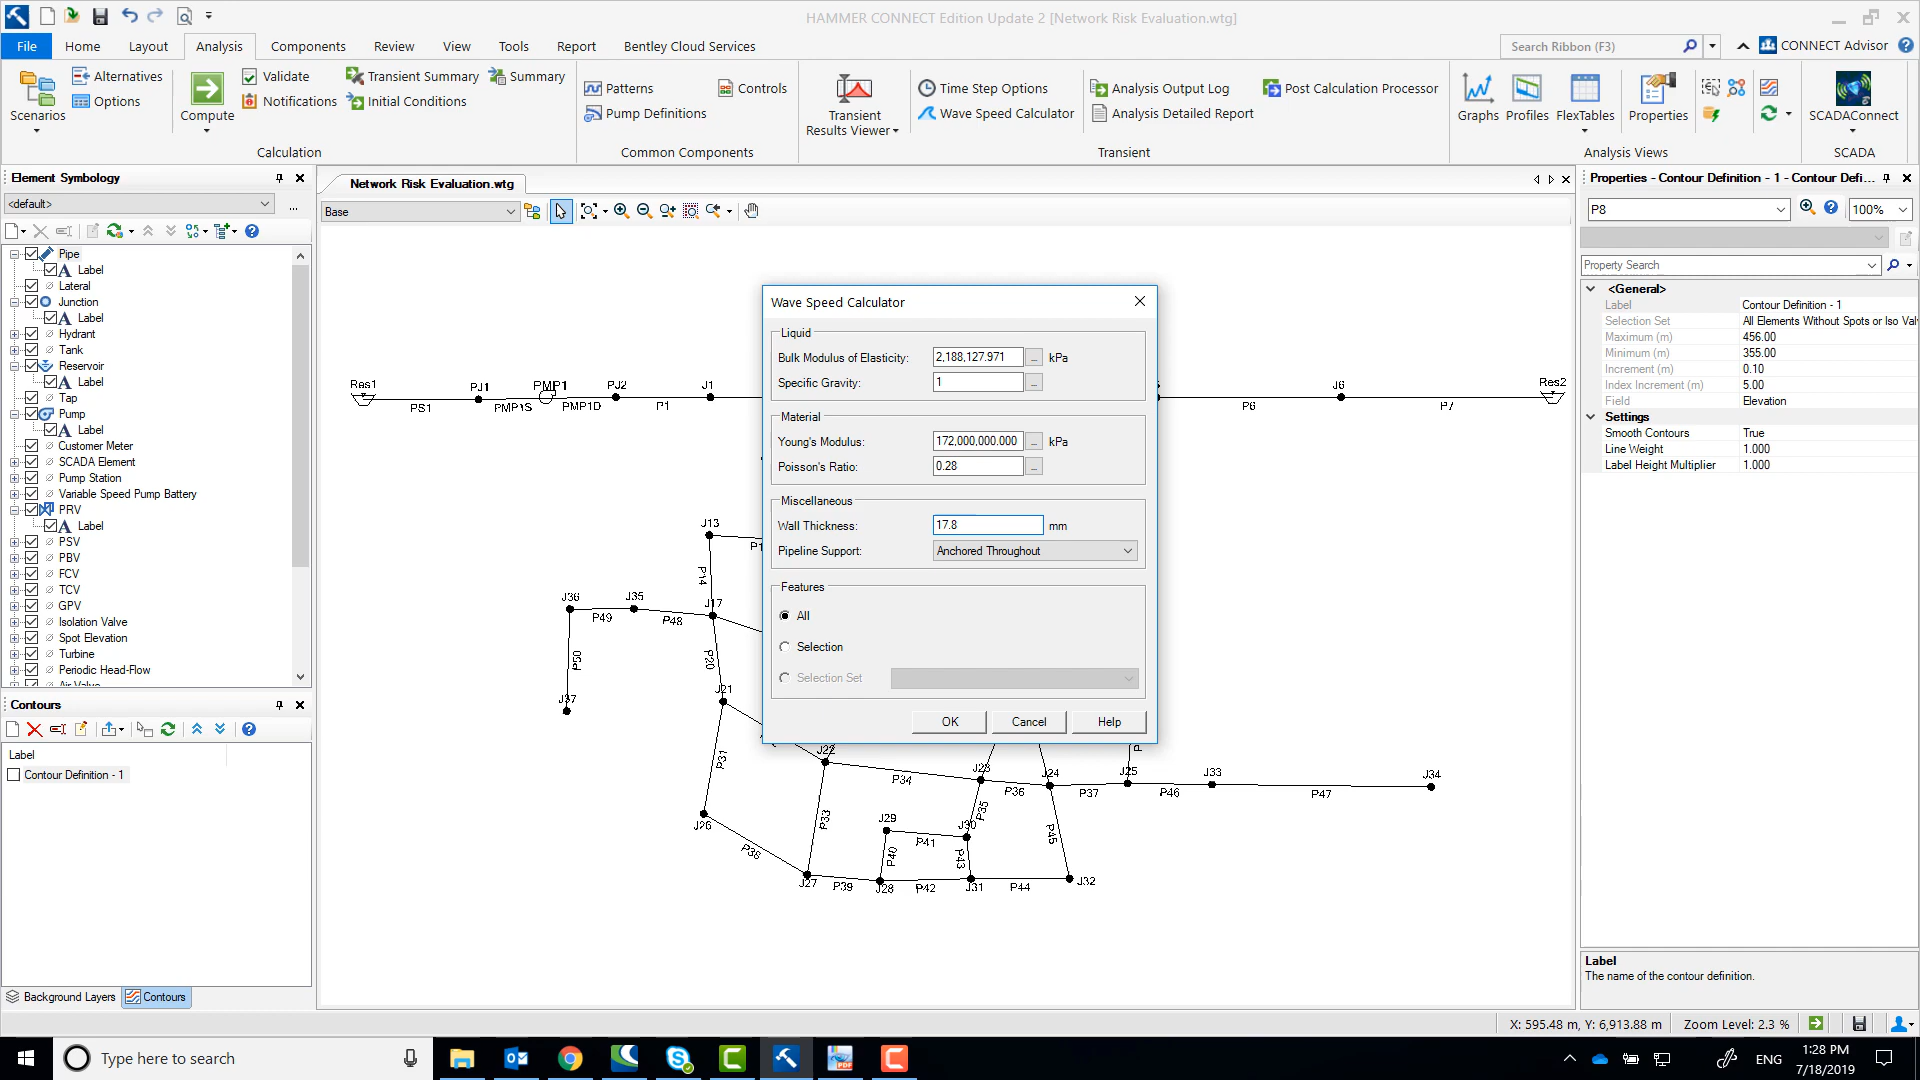 HAMMER CONNECT Edition Update 2 [Network Risk Evaluation.wtg]
File Home Layout Analysis Components Review View Tools Report Bentley Cloud Services
Search Ribbon (F3)
CONNECT Advisor
Scenarios
Alternatives
Options
Compute
Validate
Notifications
Transient Summary
Initial Conditions
Summary
Calculation
Patterns
Pump Definitions
Controls
Common Components
Transient
Results Viewer
Time Step Options
Wave Speed Calculator
Analysis Output Log
Analysis Detailed Report
Post Calculation Processor
Transient
Graphs
Profiles
FlexTables
Properties
Analysis Views
SCADAConnect
SCADA
Element Symbology
<default>
...
Pipe
Label
Lateral
Junction
Label
Hydrant
Tank
Reservoir
Label
Tap
Pump
Label
Customer Meter
SCADA Element
Pump Station
Variable Speed Pump Battery
PRV
Label
PSV
PBV
FCV
TCV
GPV
Isolation Valve
Spot Elevation
Turbine
Periodic Head-Flow
Air Valve
Contours
Label
Contour Definition - 1
Background Layers
Contours
Network Risk Evaluation.wtg
Base
Res1
PS1
PJ1
PMP1S
PMP1
PMP1D
PJ2
P1
J1
P6
J6
P7
Res2
J13
P14
J36
P49
J35
P48
J17
P50
J37
P20
J21
P31
J22
P34
J23
P36
J24
P37
J25
P46
J33
P47
J34
J26
P38
P33
J29
P41
J30
P35
P40
P43
P45
J27
P39
J28
P42
J31
P44
J32
Wave Speed Calculator
Liquid
Bulk Modulus of Elasticity: 2,188,127.971 ... kPa
Specific Gravity: 1 ...
Material
Young's Modulus: 172,000,000.000 ... kPa
Poisson's Ratio: 0.28 ...
Miscellaneous
Wall Thickness: 17.8 mm
Pipeline Support: Anchored Throughout
Features
All
Selection
Selection Set
OK Cancel Help
Properties - Contour Definition - 1 - Contour Defi...
P8
100%
Property Search
<General>
Label Contour Definition - 1
Selection Set All Elements Without Spots or Iso Val
Maximum (m) 456.00
Minimum (m) 355.00
Increment (m) 0.10
Index Increment (m) 5.00
Field Elevation
Settings
Smooth Contours True
Line Weight 1.000
Label Height Multiplier 1.000
Label
The name of the contour definition.
X: 595.48 m, Y: 6,913.88 m Zoom Level: 2.3 %
Type here to search
ENG
1:28 PM
7/18/2019